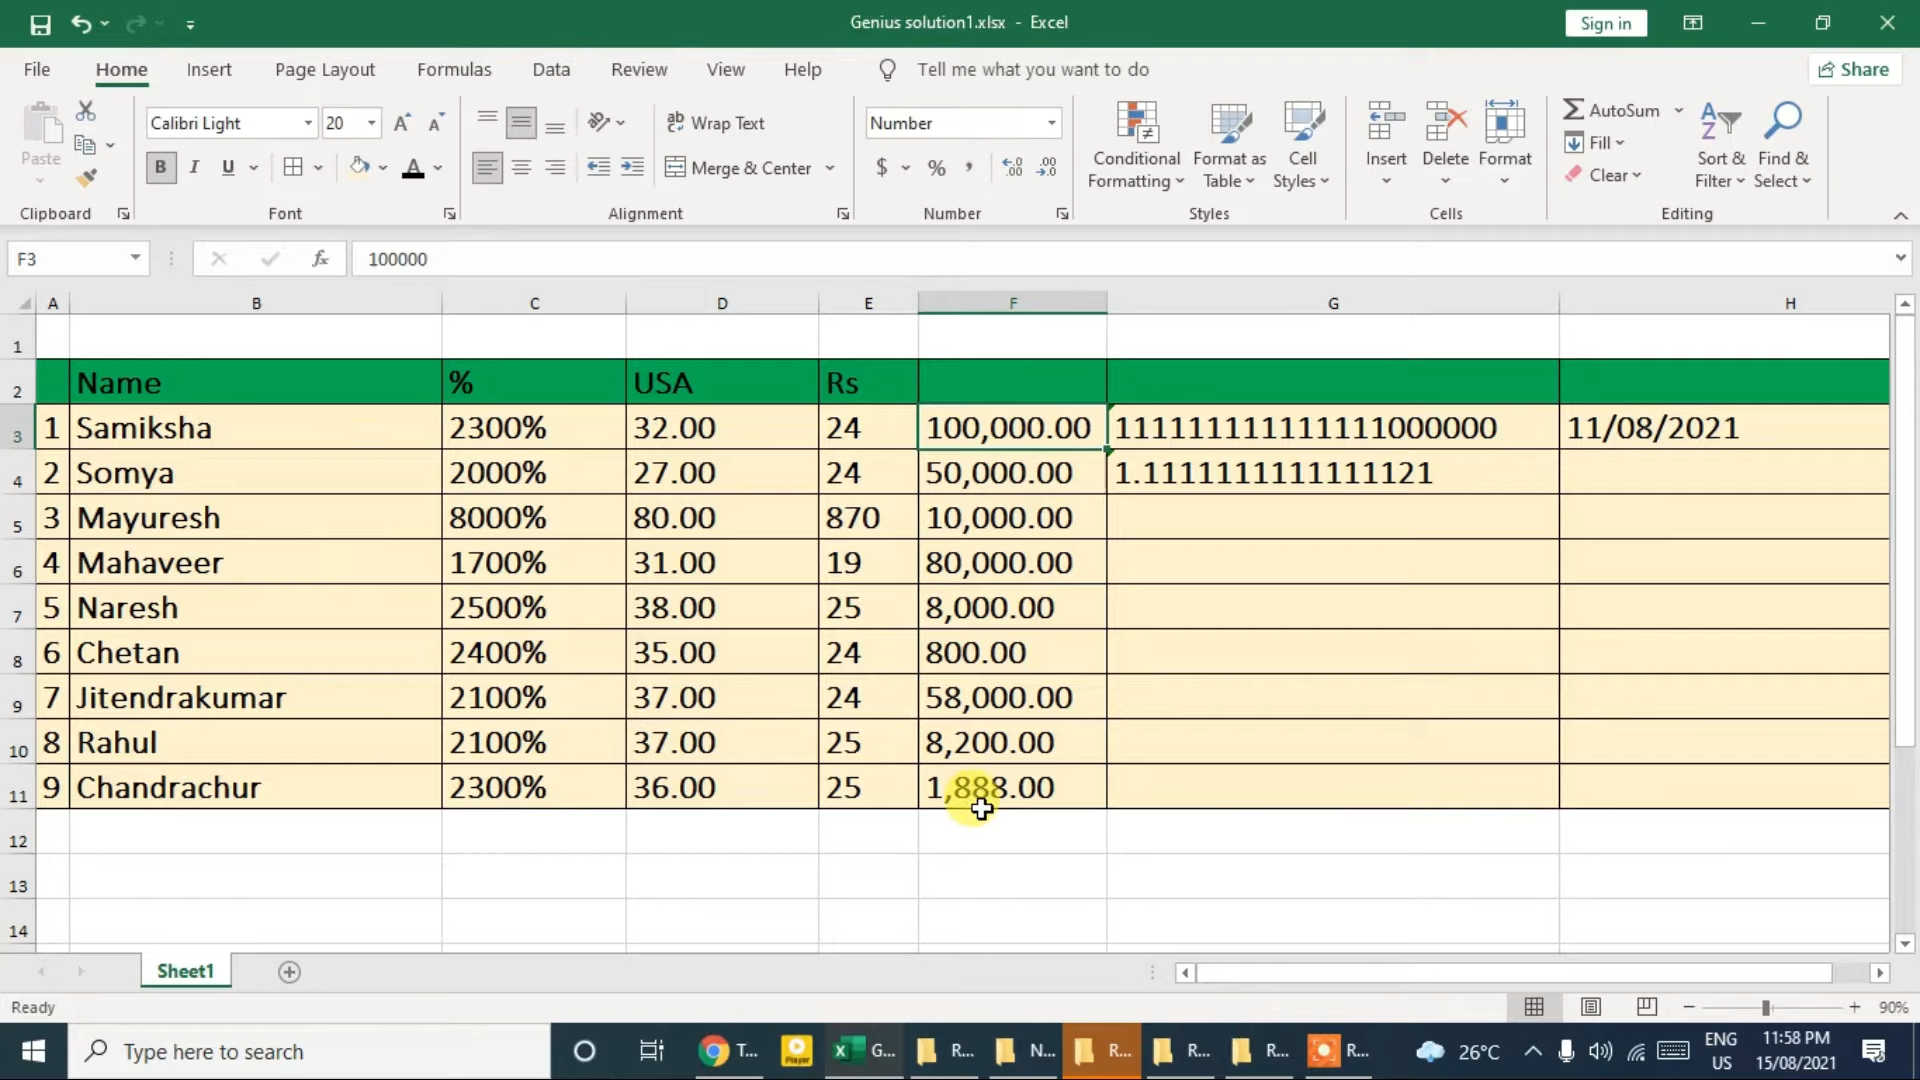 Genius solution1.xlsx - Excel
Sign in
File Home Insert Page Layout Formulas Data Review View Help Tell me what you want to do Share
Paste
Calibri Light 20
B I U
Wrap Text
Merge & Center
Number
$ % ,
Conditional Formatting
Format as Table
Cell Styles
Insert Delete Format
AutoSum
Fill
Clear
Sort & Filter
Find & Select
Clipboard Font Alignment Number Styles Cells Editing
F3 fx 100000
A B C D E F G H
1
2 Name % USA Rs
3 1 Samiksha 2300% 32.00 24 100,000.00 11/08/2021
4 2 Somya 2000% 27.00 24 50,000.00
5 3 Mayuresh 8000% 80.00 870 10,000.00
6 4 Mahaveer 1700% 31.00 19 80,000.00
7 5 Naresh 2500% 38.00 25 8,000.00
8 6 Chetan 2400% 35.00 24 800.00
9 7 Jitendrakumar 2100% 37.00 24 58,000.00
10 8 Rahul 2100% 37.00 25 8,200.00
11 9 Chandrachur 2300% 36.00 25 1,888.00
12
13
14
Sheet1
Ready 90%
Type here to search
T... Player G... R... N... R... R... R... R...
26°C
ENG
US
11:58 PM
15/08/2021